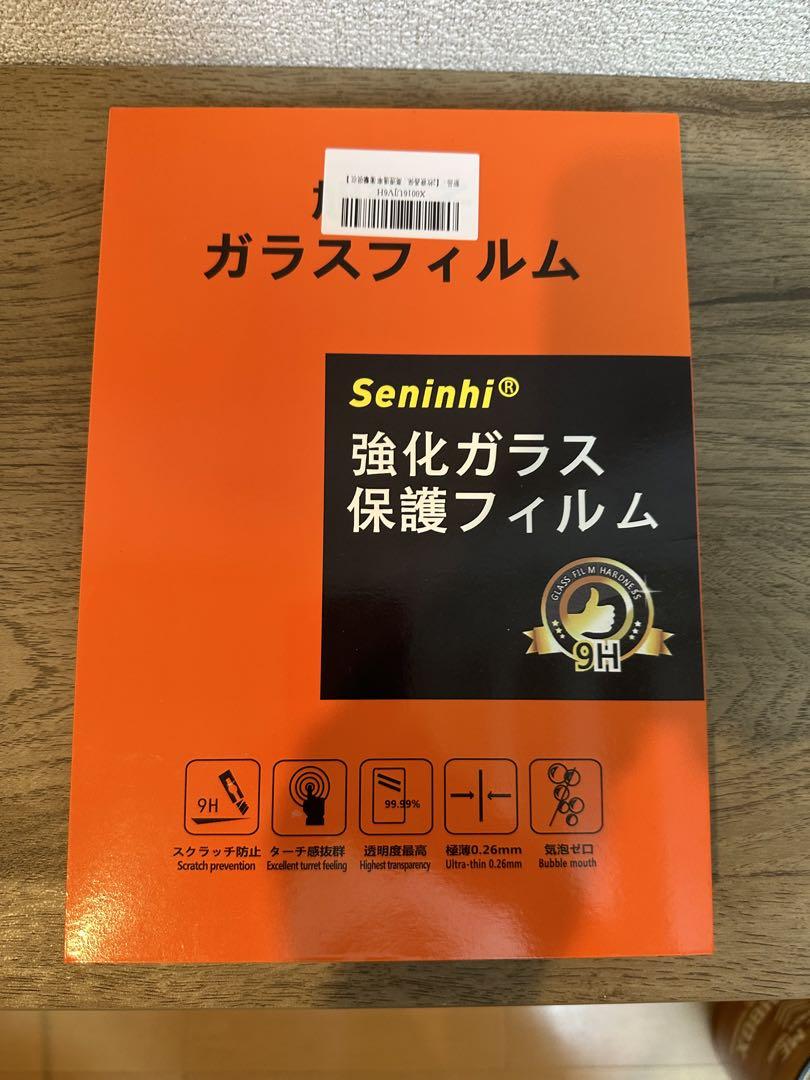 X0016UJV6H
ガラスフィルム
Seninhi®
強化ガラス
保護フィルム
GLASS FILM HARDNESS
9H
9H
99.99%
スクラッチ防止
Scratch prevention
ターチ感抜群
Excellent turret feeling
透明度最高
Highest transparency
極薄0.26mm
Ultra-thin 0.26mm
気泡ゼロ
Bubble mouth